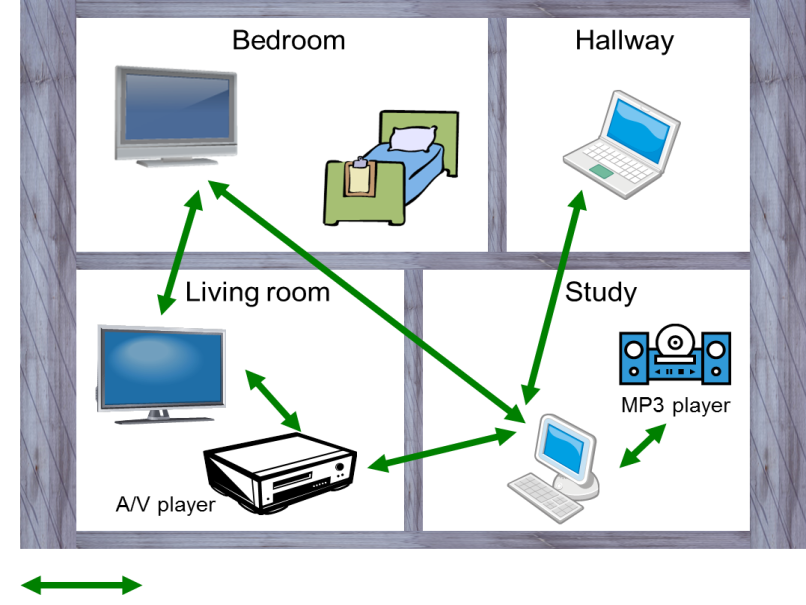 Bedroom
Hallway
Living room
Study
MP3 player
A/V player